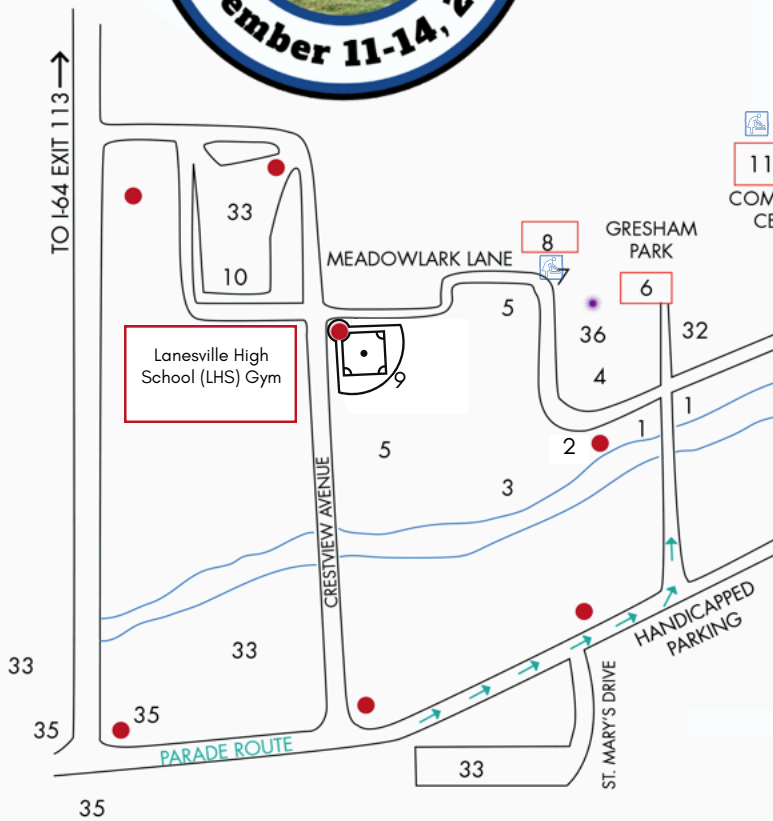 ember 11-14, 2
TO I-64 EXIT 113
11
COM
CE
33
10
MEADOWLARK LANE
8
7
GRESHAM
PARK
6
5
36
32
4
Lanesville High
School (LHS) Gym
9
1
1
2
5
3
CRESTVIEW AVENUE
HANDICAPPED
PARKING
33
33
35
35
PARADE ROUTE
ST. MARY'S DRIVE
33
35